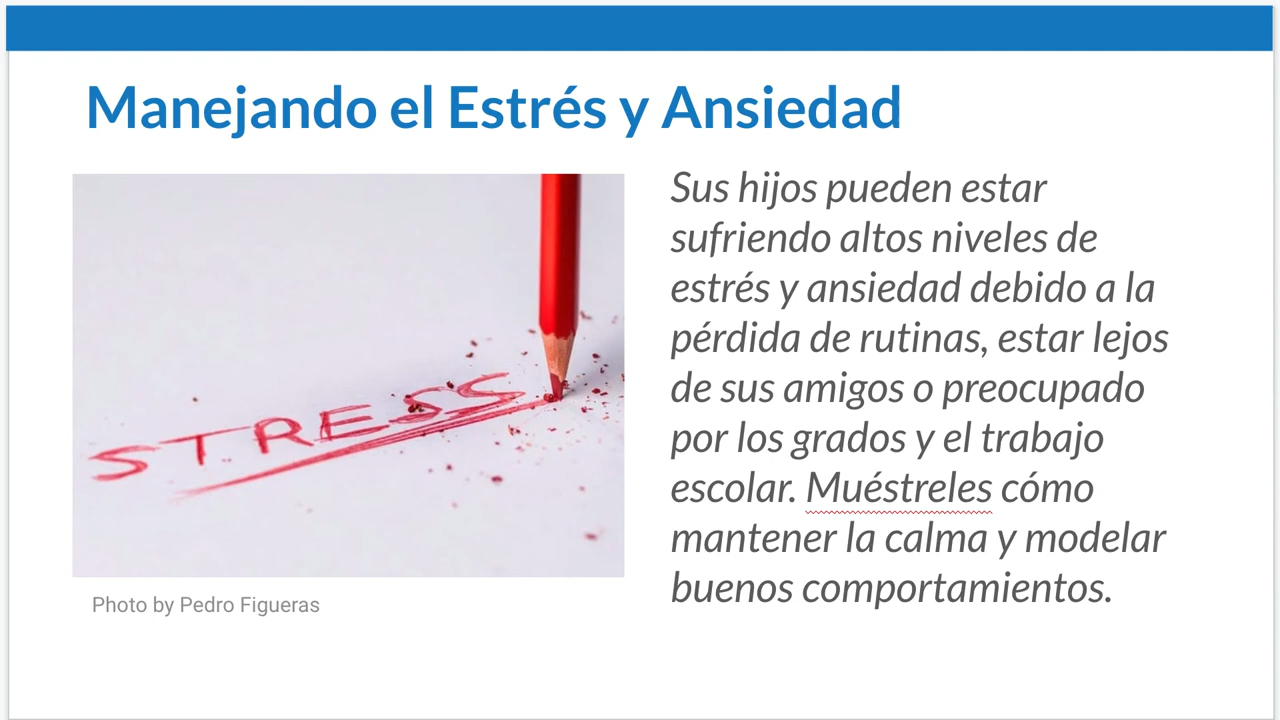 Manejando el Estrés y Ansiedad
STRESS
Photo by Pedro Figueras
Sus hijos pueden estar
sufriendo altos niveles de
estrés y ansiedad debido a la
pérdida de rutinas, estar lejos
de sus amigos o preocupado
por los grados y el trabajo
escolar. Muéstreles cómo
mantener la calma y modelar
buenos comportamientos.